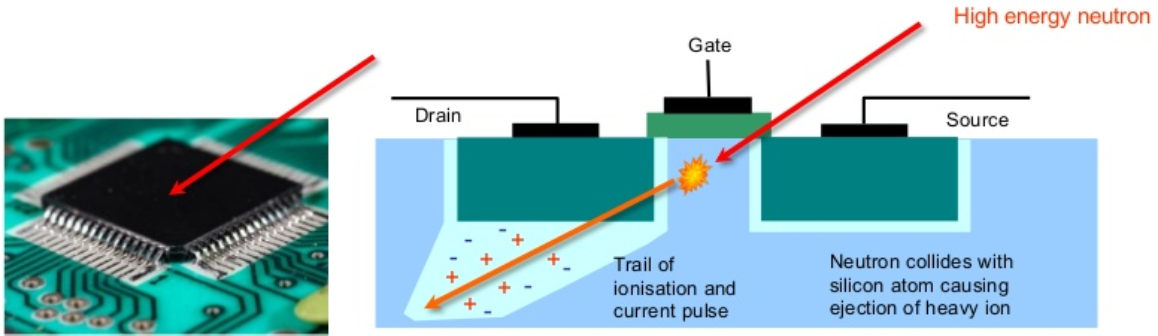 High energy neutron
Gate
Drain
Source
Trail of
ionisation and
current pulse
Neutron collides with
silicon atom causing
ejection of heavy ion